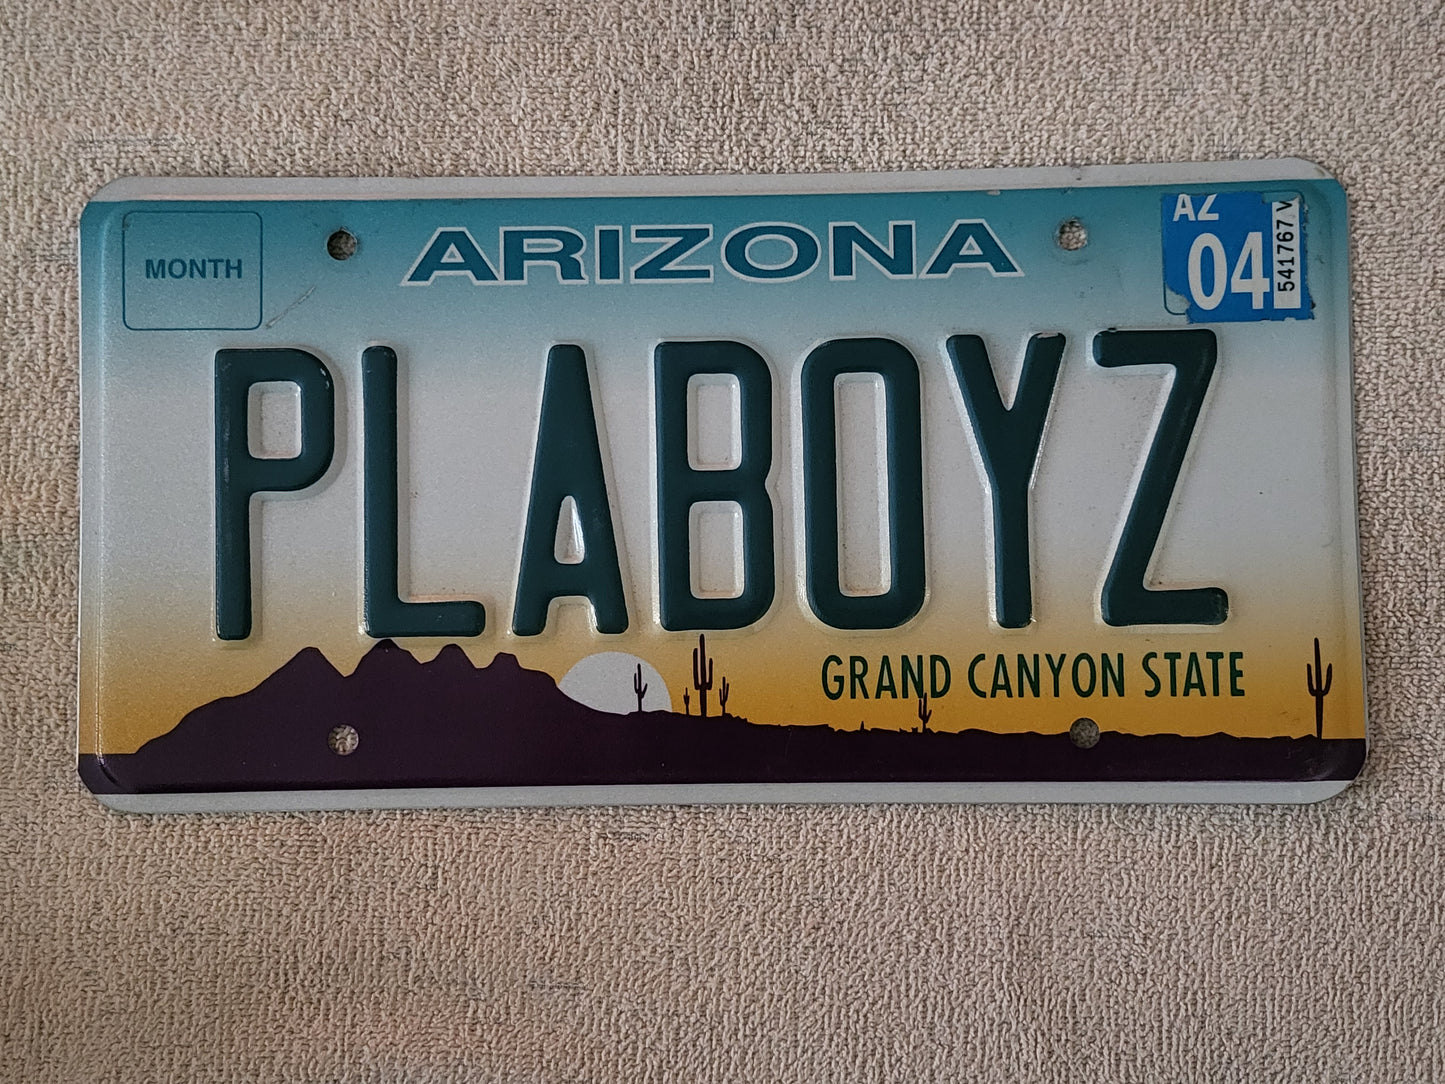 MONTH
ARIZONA
AZ
04
541767 V
PLABOYZ
GRAND CANYON STATE